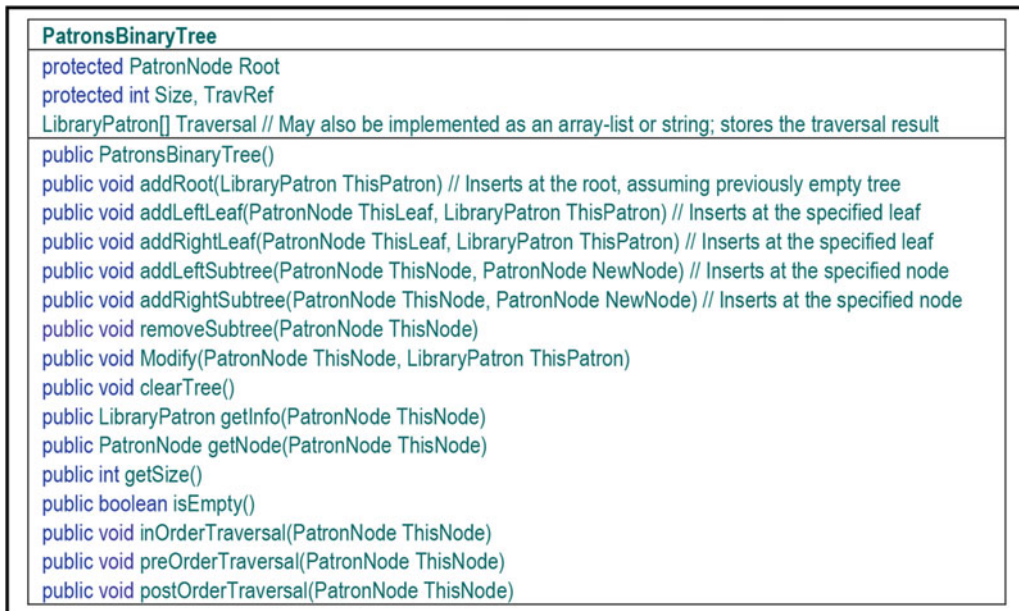 PatronsBinaryTree
protected PatronNode Root
protected int Size, TravRef
LibraryPatron[] Traversal // May also be implemented as an array-list or string; stores the traversal result
public PatronsBinaryTree()
public void addRoot(LibraryPatron ThisPatron) // Inserts at the root, assuming previously empty tree
public void addLeftLeaf(PatronNode ThisLeaf, LibraryPatron ThisPatron) // Inserts at the specified leaf
public void addRightLeaf(PatronNode ThisLeaf, LibraryPatron ThisPatron) // Inserts at the specified leaf
public void addLeftSubtree(PatronNode ThisNode, PatronNode NewNode) // Inserts at the specified node
public void addRightSubtree(PatronNode ThisNode, PatronNode NewNode) // Inserts at the specified node
public void removeSubtree(PatronNode ThisNode)
public void Modify(PatronNode ThisNode, LibraryPatron ThisPatron)
public void clearTree()
public LibraryPatron getInfo(PatronNode ThisNode)
public PatronNode getNode(PatronNode ThisNode)
public int getSize()
public boolean isEmpty()
public void inOrderTraversal(PatronNode ThisNode)
public void preOrderTraversal(PatronNode ThisNode)
public void postOrderTraversal(PatronNode ThisNode)